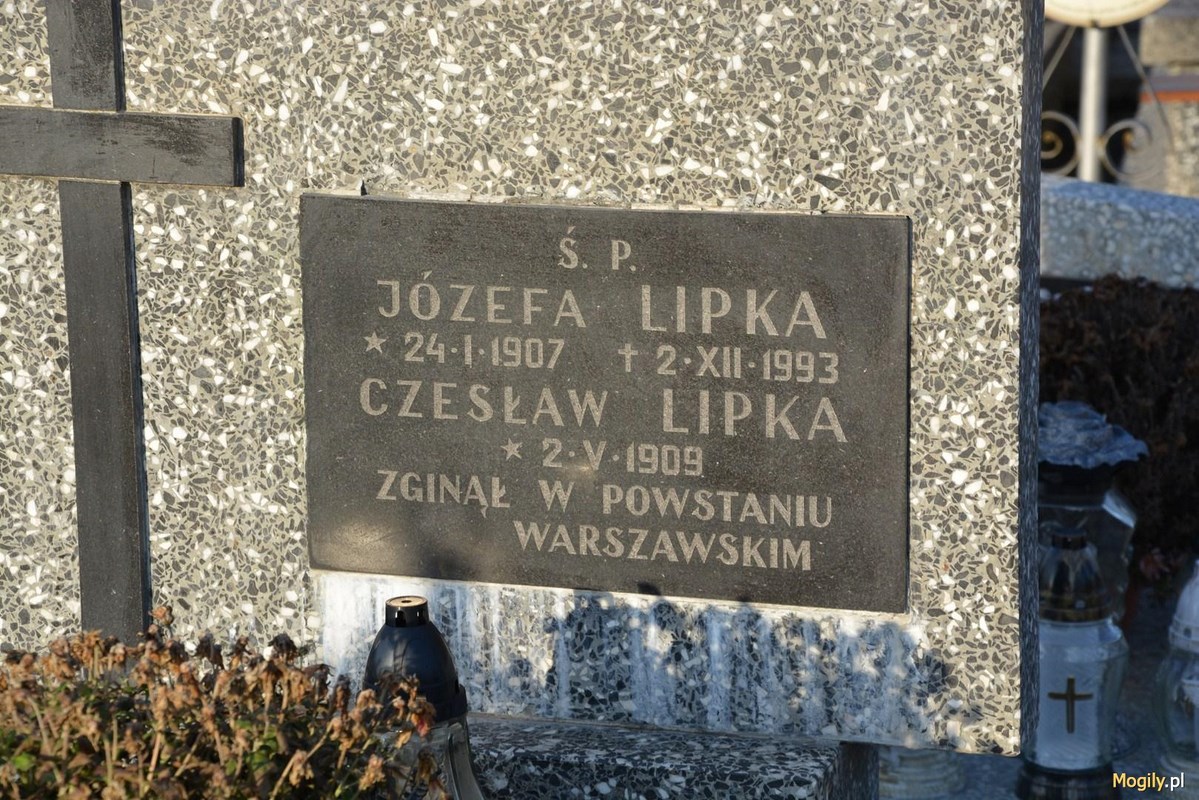 Ś. P.
JÓZEFA LIPKA
★ 24·I·1907 † 2·XII·1993
CZESŁAW LIPKA
★ 2·V·1909
ZGINĄŁ W POWSTANIU
WARSZAWSKIM
Mogily.pl